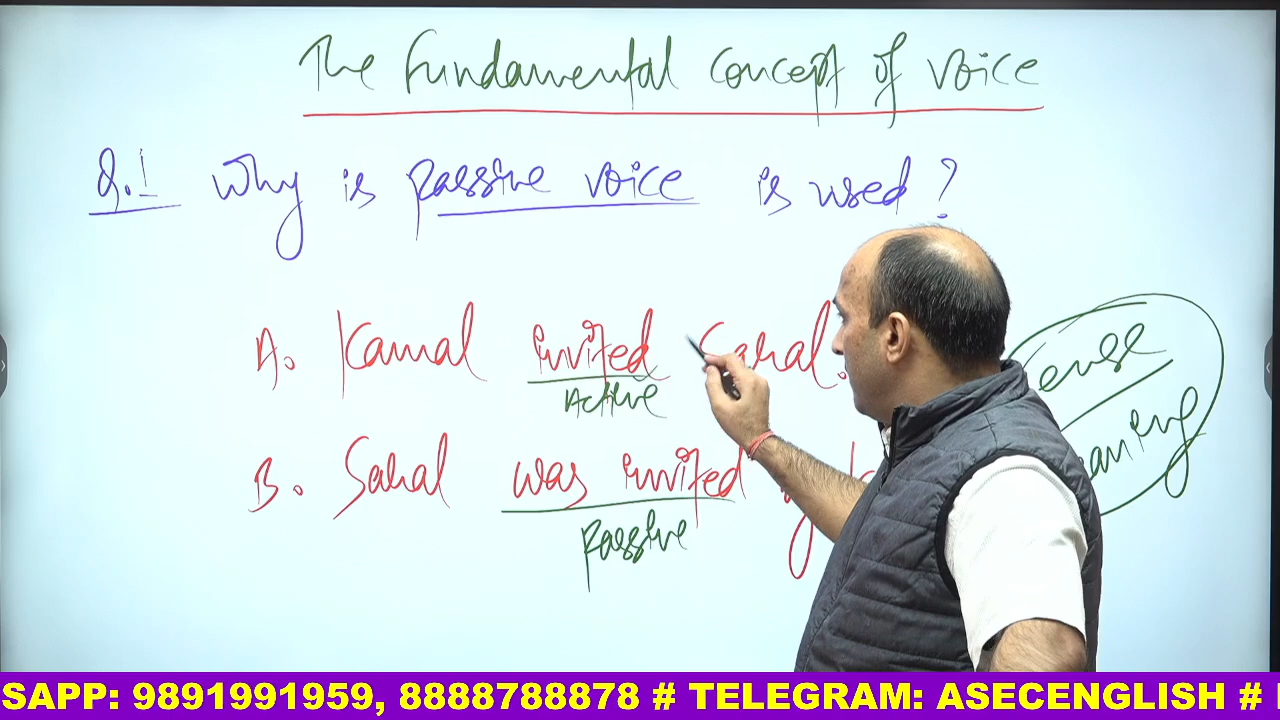 The Fundamental Concept of Voice
Q.1 Why is passive voice is used?
A. Kamal invited Saral.
Active
B. Saral was invited
Passive
ense
SAPP: 9891991959, 8888788878 # TELEGRAM: ASECENGLISH #